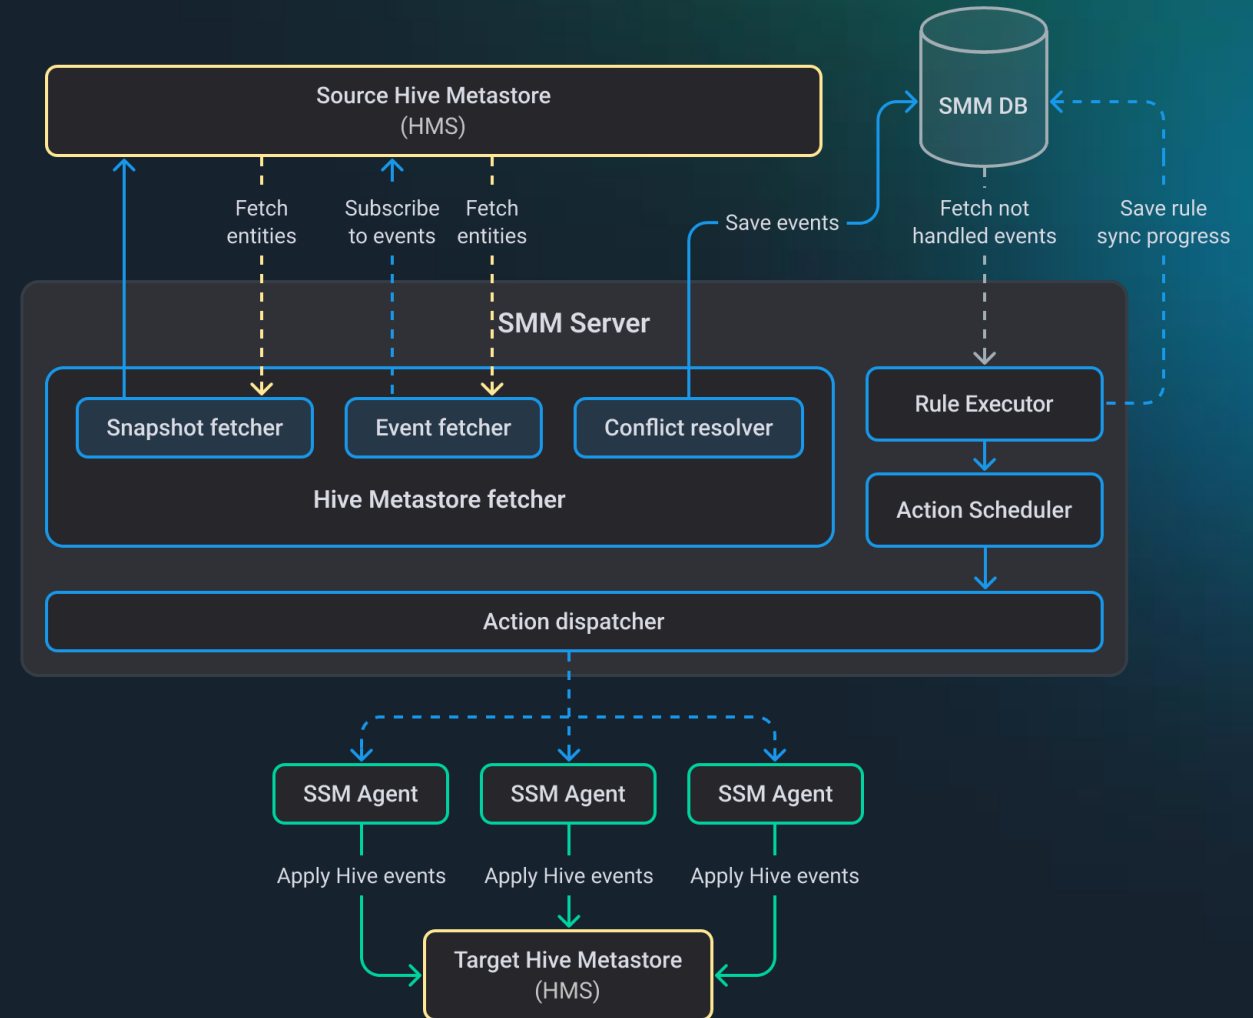 Source Hive Metastore
(HMS)
SMM DB
Fetch
entities
Subscribe
to events
Fetch
entities
Save events
Fetch not
handled events
Save rule
sync progress
SMM Server
Snapshot fetcher
Event fetcher
Conflict resolver
Hive Metastore fetcher
Rule Executor
Action Scheduler
Action dispatcher
SSM Agent
SSM Agent
SSM Agent
Apply Hive events
Apply Hive events
Apply Hive events
Target Hive Metastore
(HMS)